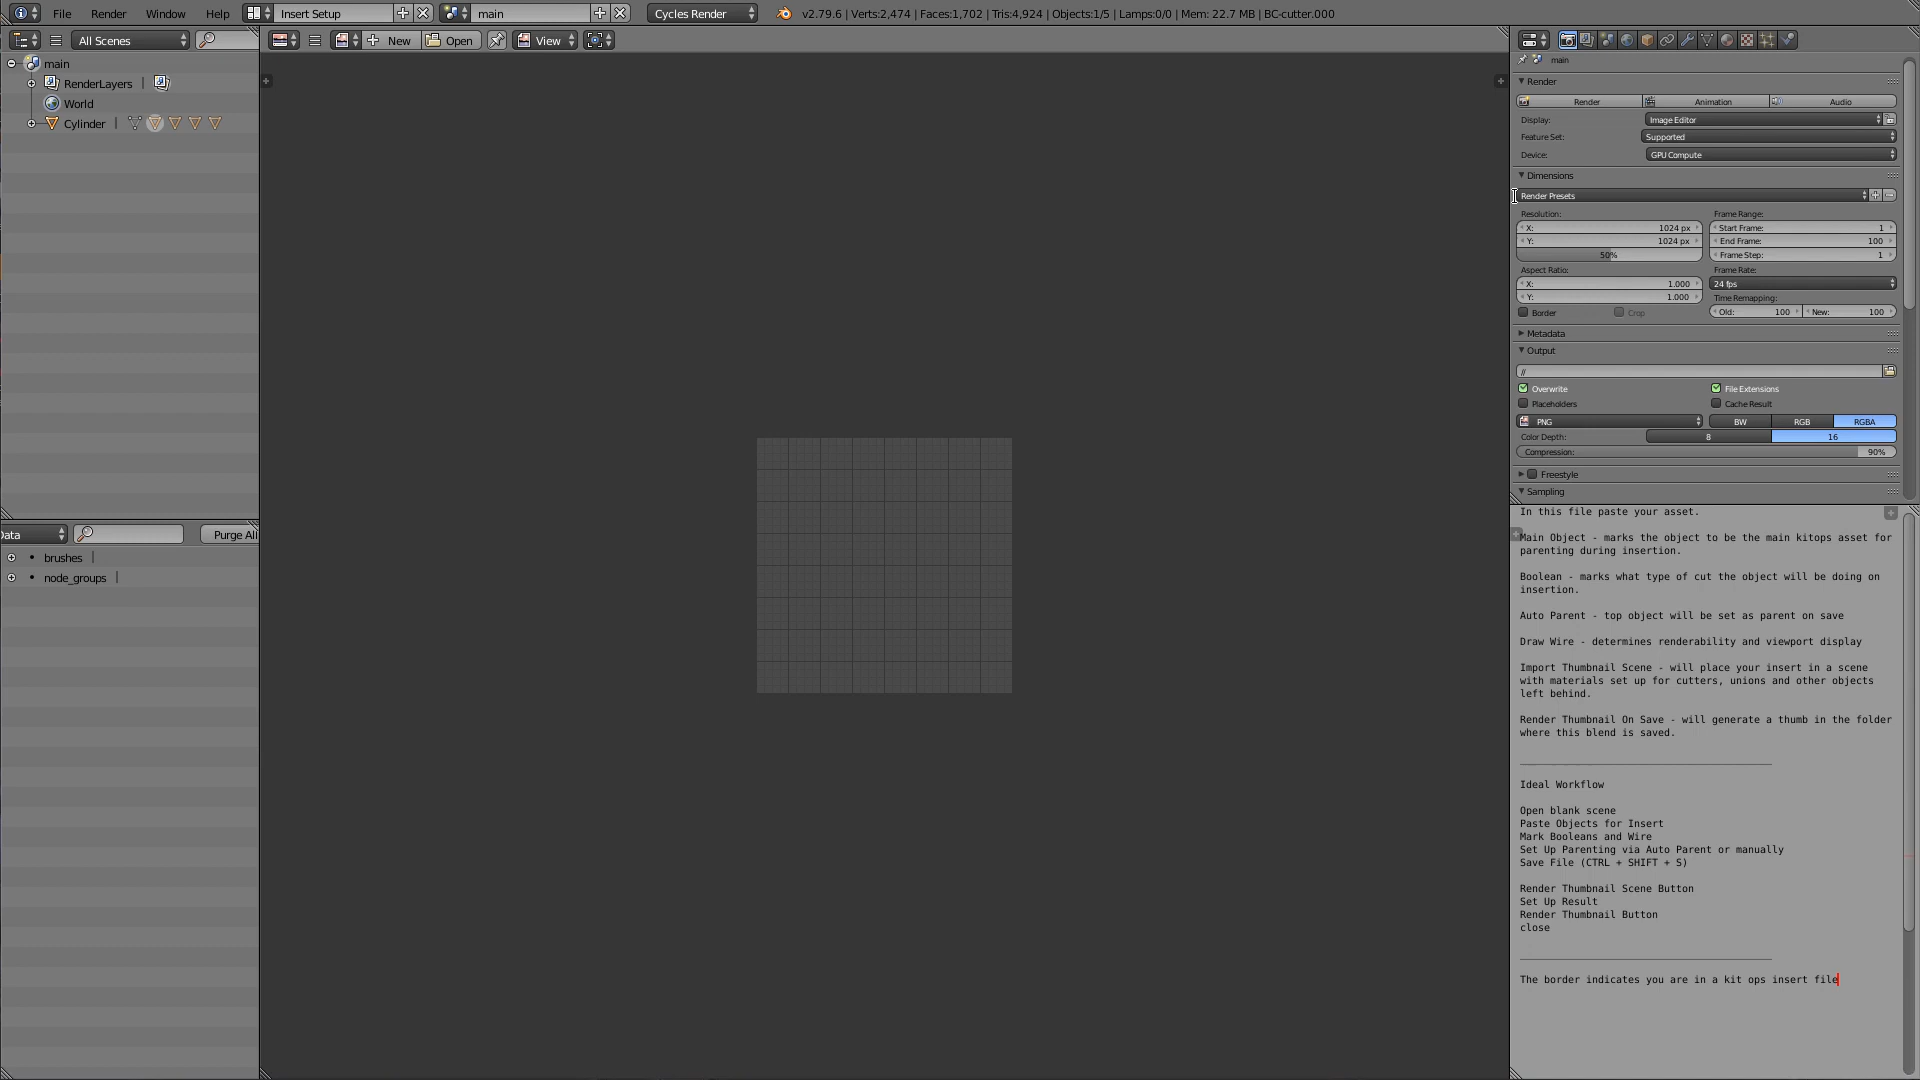 File Render Window Help Insert Setup main Cycles Render v2.79.6 | Verts:2,474 | Faces:1,702 | Tris:4,924 | Objects:1/5 | Lamps:0/0 | Mem: 22.7 MB | BC-cutter.000
All Scenes
New Open View
main
RenderLayers |
World
Cylinder |
Data Purge All
brushes |
node_groups |
main
Render
Render Animation Audio
Display: Image Editor
Feature Set: Supported
Device: GPU Compute
Dimensions
Render Presets
Resolution: Frame Range:
X: 1024 px Start Frame: 1
Y: 1024 px End Frame: 100
50% Frame Step: 1
Aspect Ratio: Frame Rate:
X: 1.000 24 fps
Y: 1.000 Time Remapping:
Border Crop Old: 100 New: 100
Metadata
Output
//
Overwrite File Extensions
Placeholders Cache Result
PNG BW RGB RGBA
Color Depth: 8 16
Compression: 90%
Freestyle
Sampling
In this file paste your asset.
Main Object - marks the object to be the main kitops asset for
parenting during insertion.
Boolean - marks what type of cut the object will be doing on
insertion.
Auto Parent - top object will be set as parent on save
Draw Wire - determines renderability and viewport display
Import Thumbnail Scene - will place your insert in a scene
with materials set up for cutters, unions and other objects
left behind.
Render Thumbnail On Save - will generate a thumb in the folder
where this blend is saved.
__________________________________________
Ideal Workflow
Open blank scene
Paste Objects for Insert
Mark Booleans and Wire
Set Up Parenting via Auto Parent or manually
Save File (CTRL + SHIFT + S)
Render Thumbnail Scene Button
Set Up Result
Render Thumbnail Button
close
__________________________________________
The border indicates you are in a kit ops insert file